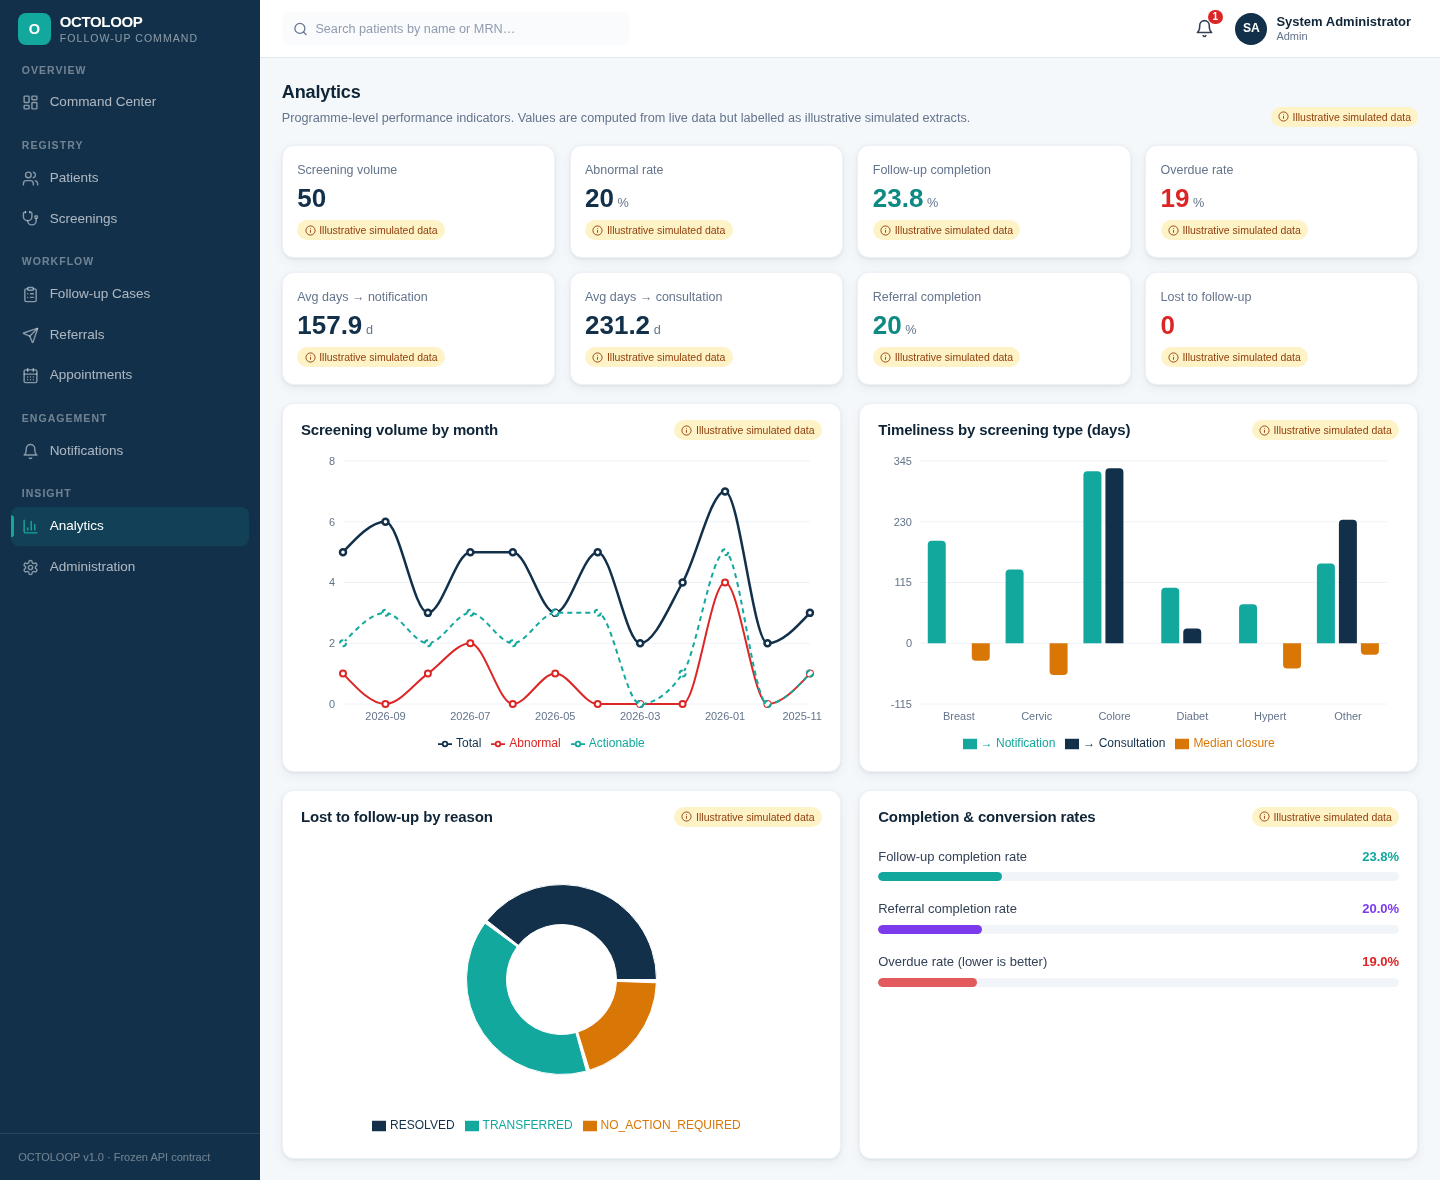 O
OCTOLOOP
FOLLOW-UP COMMAND
OVERVIEW
Command Center
REGISTRY
Patients
Screenings
WORKFLOW
Follow-up Cases
Referrals
Appointments
ENGAGEMENT
Notifications
INSIGHT
Analytics
Administration
OCTOLOOP v1.0 · Frozen API contract
Search patients by name or MRN…
1
SA
System Administrator
Admin
Analytics
Programme-level performance indicators. Values are computed from live data but labelled as illustrative simulated extracts.
Illustrative simulated data
Screening volume
50
Illustrative simulated data
Abnormal rate
20 %
Illustrative simulated data
Follow-up completion
23.8 %
Illustrative simulated data
Overdue rate
19 %
Illustrative simulated data
Avg days → notification
157.9 d
Illustrative simulated data
Avg days → consultation
231.2 d
Illustrative simulated data
Referral completion
20 %
Illustrative simulated data
Lost to follow-up
0
Illustrative simulated data
Screening volume by month
Illustrative simulated data
8
6
4
2
0
2026-09 2026-07 2026-05 2026-03 2026-01 2025-11
Total Abnormal Actionable
Timeliness by screening type (days)
Illustrative simulated data
345
230
115
0
-115
Breast Cervic Colore Diabet Hypert Other
→ Notification → Consultation Median closure
Lost to follow-up by reason
Illustrative simulated data
RESOLVED TRANSFERRED NO_ACTION_REQUIRED
Completion & conversion rates
Illustrative simulated data
Follow-up completion rate 23.8%
Referral completion rate 20.0%
Overdue rate (lower is better) 19.0%